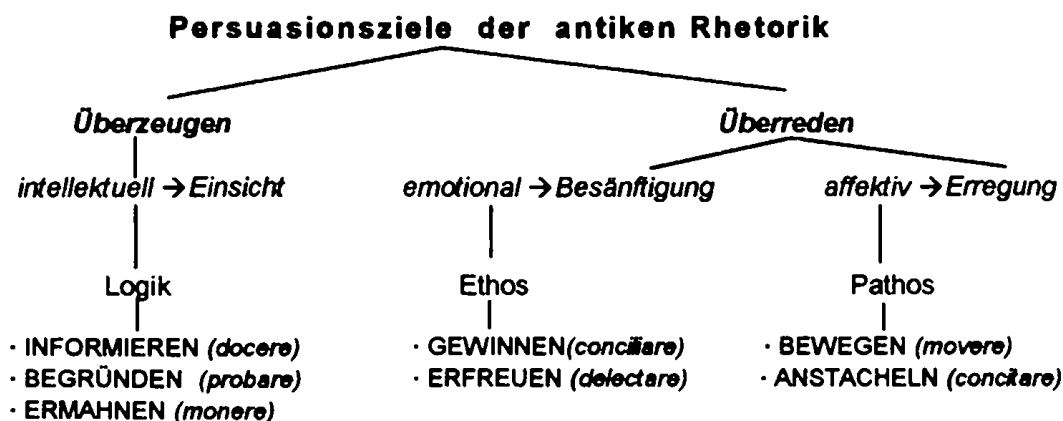 Persuasionsziele der antiken Rhetorik
Überzeugen Überreden
intellektuell → Einsicht emotional → Besänftigung affektiv → Erregung
Logik Ethos Pathos
· INFORMIEREN (docere) · GEWINNEN(conciliare) · BEWEGEN (movere)
· BEGRÜNDEN (probare) · ERFREUEN (delectare) · ANSTACHELN (concitare)
· ERMAHNEN (monere)